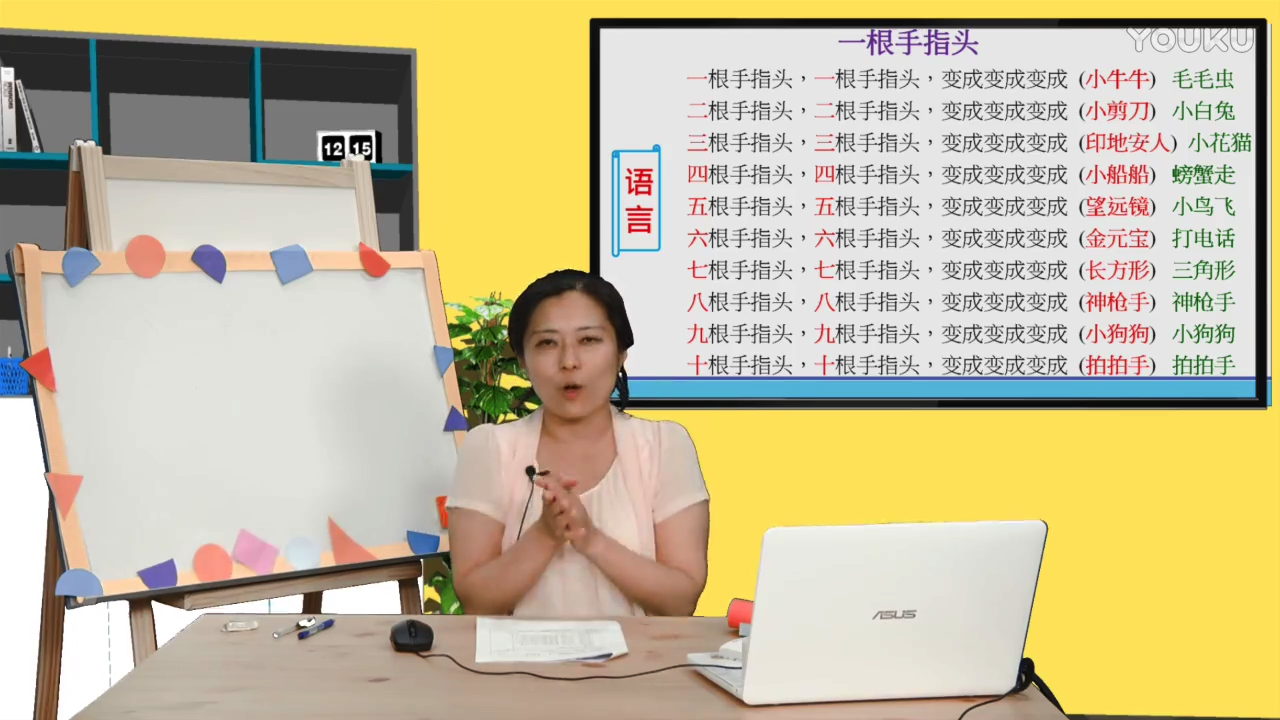 一根手指头
YOUKU
一根手指头，一根手指头，变成变成变成 (小牛牛) 毛毛虫
二根手指头，二根手指头，变成变成变成 (小剪刀) 小白兔
三根手指头，三根手指头，变成变成变成 (印地安人) 小花猫
四根手指头，四根手指头，变成变成变成 (小船船) 螃蟹走
五根手指头，五根手指头，变成变成变成 (望远镜) 小鸟飞
六根手指头，六根手指头，变成变成变成 (金元宝) 打电话
七根手指头，七根手指头，变成变成变成 (长方形) 三角形
八根手指头，八根手指头，变成变成变成 (神枪手) 神枪手
九根手指头，九根手指头，变成变成变成 (小狗狗) 小狗狗
十根手指头，十根手指头，变成变成变成 (拍拍手) 拍拍手
语
言
12 15
ASUS